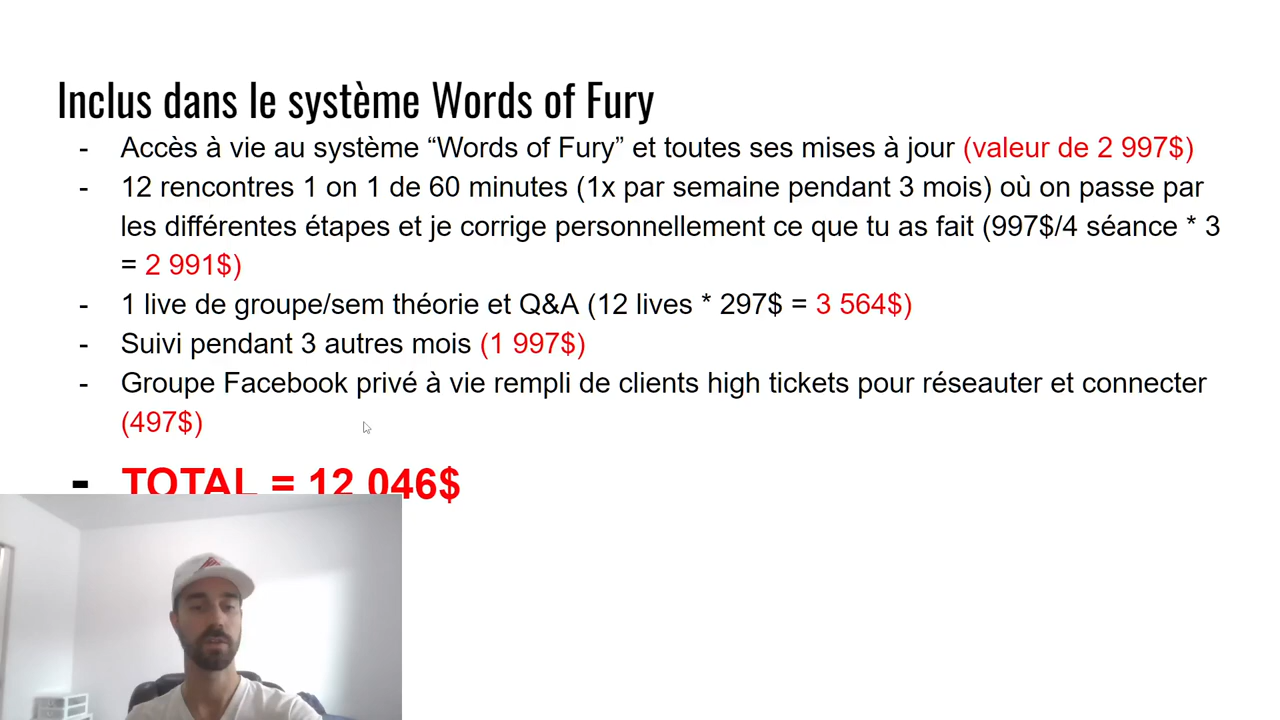 Inclus dans le système Words of Fury
- Accès à vie au système “Words of Fury” et toutes ses mises à jour (valeur de 2 997$)
- 12 rencontres 1 on 1 de 60 minutes (1x par semaine pendant 3 mois) où on passe par
les différentes étapes et je corrige personnellement ce que tu as fait (997$/4 séance * 3
= 2 991$)
- 1 live de groupe/sem théorie et Q&A (12 lives * 297$ = 3 564$)
- Suivi pendant 3 autres mois (1 997$)
- Groupe Facebook privé à vie rempli de clients high tickets pour réseauter et connecter
(497$)
- TOTAL = 12 046$